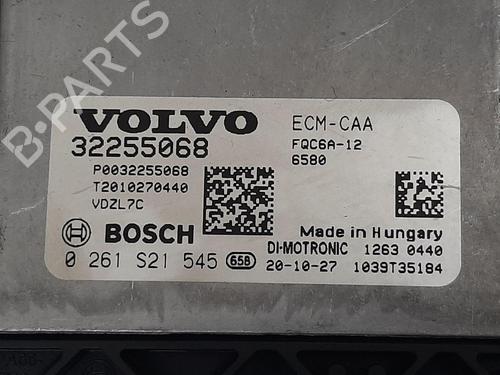 B-PARTS
VOLVO
32255068
P0032255068
T2010270440
VDZL7C
BOSCH
0 261 S21 545 658
ECM-CAA
FQC6A-12
6580
Made in Hungary
DI-MOTRONIC 1263 0440
20-10-27 1039T35184